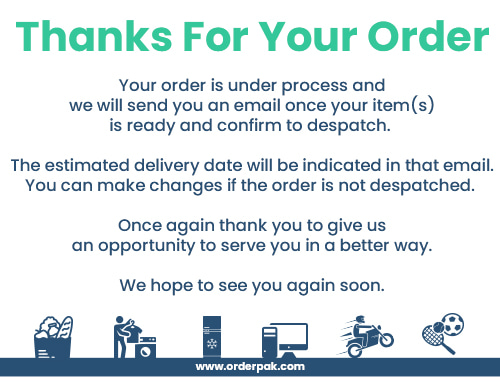 Thanks For Your Order
Your order is under process and
we will send you an email once your item(s)
is ready and confirm to despatch.
The estimated delivery date will be indicated in that email.
You can make changes if the order is not despatched.
Once again thank you to give us
an opportunity to serve you in a better way.
We hope to see you again soon.
www.orderpak.com